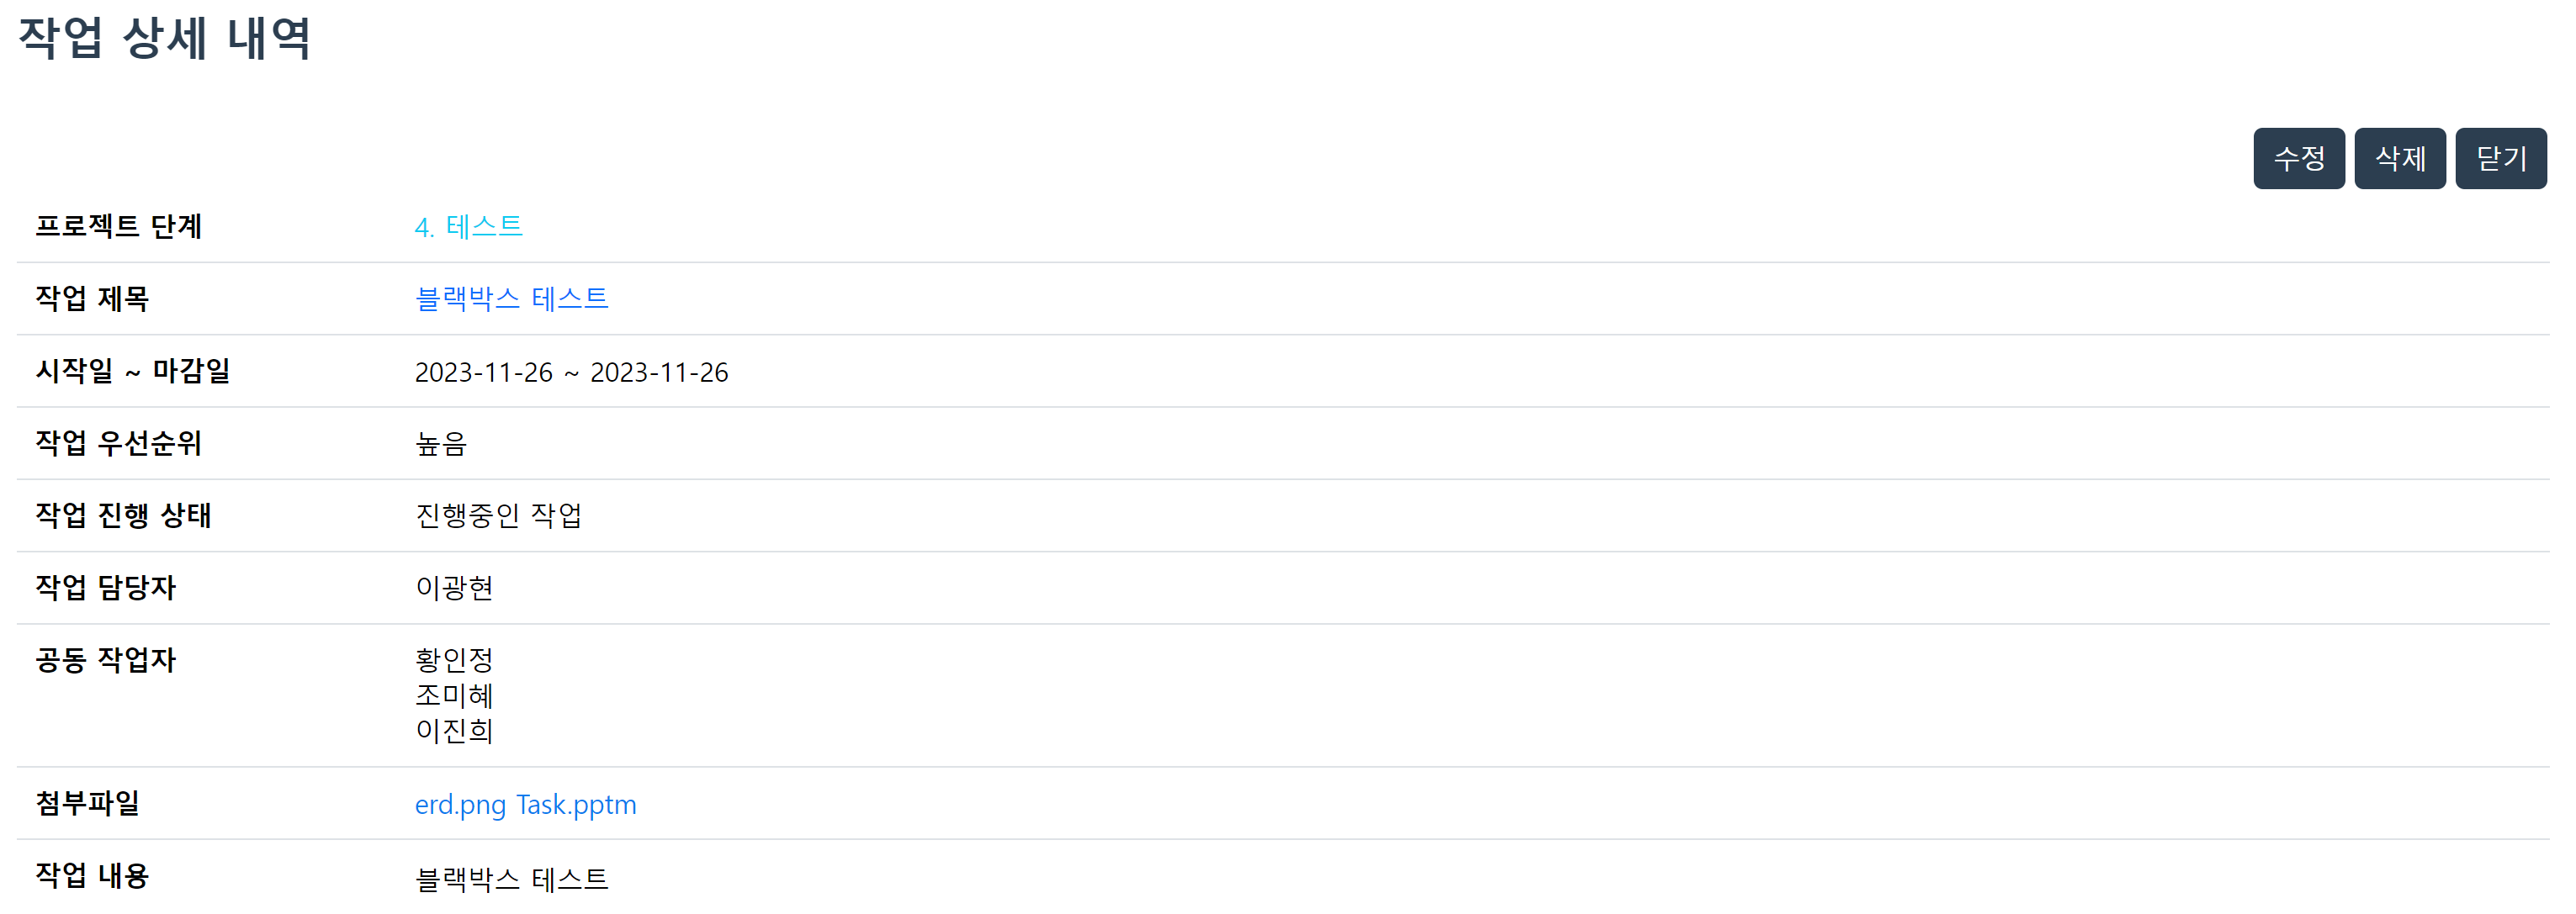 작업 상세 내역
수정 삭제 닫기
프로젝트 단계 4. 테스트
작업 제목 블랙박스 테스트
시작일 ~ 마감일 2023-11-26 ~ 2023-11-26
작업 우선순위 높음
작업 진행 상태 진행중인 작업
작업 담당자 이광현
공동 작업자 황인정
조미혜
이진희
첨부파일 erd.png Task.pptm
작업 내용 블랙박스 테스트